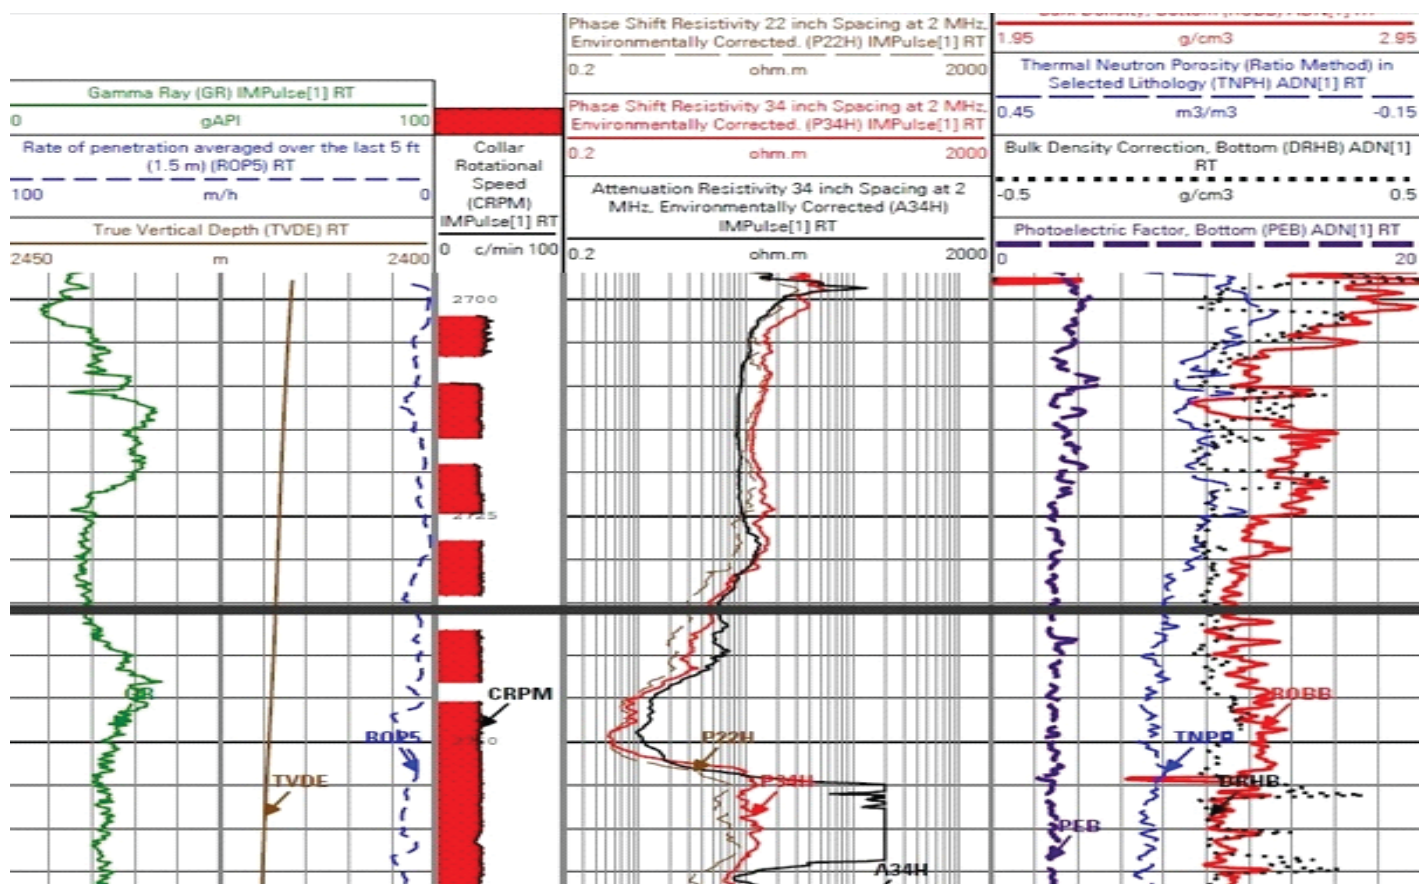 Gamma Ray (GR) IMPulse[1] RT
0 gAPI 100
Rate of penetration averaged over the last 5 ft
(1.5 m) (ROP5) RT
100 m/h 0
True Vertical Depth (TVDE) RT
2450 m 2400
Collar
Rotational
Speed
(CRPM)
IMPulse[1] RT
0 c/min 100
Phase Shift Resistivity 22 inch Spacing at 2 MHz,
Environmentally Corrected. (P22H) IMPulse[1] RT
0.2 ohm.m 2000
Phase Shift Resistivity 34 inch Spacing at 2 MHz,
Environmentally Corrected. (P34H) IMPulse[1] RT
0.2 ohm.m 2000
Attenuation Resistivity 34 inch Spacing at 2
MHz, Environmentally Corrected (A34H)
IMPulse[1] RT
0.2 ohm.m 2000
Bulk Density, Bottom (ROBB) ADN[1] RT
1.95 g/cm3 2.95
Thermal Neutron Porosity (Ratio Method) in
Selected Lithology (TNPH) ADN[1] RT
0.45 m3/m3 -0.15
Bulk Density Correction, Bottom (DRHB) ADN[1]
RT
-0.5 g/cm3 0.5
Photoelectric Factor, Bottom (PEB) ADN[1] RT
0 20
2700
2725
2750
GR
ROP5
TVDE
CRPM
P22H
P34H
A34H
ROBB
TNPH
DRHB
PEB